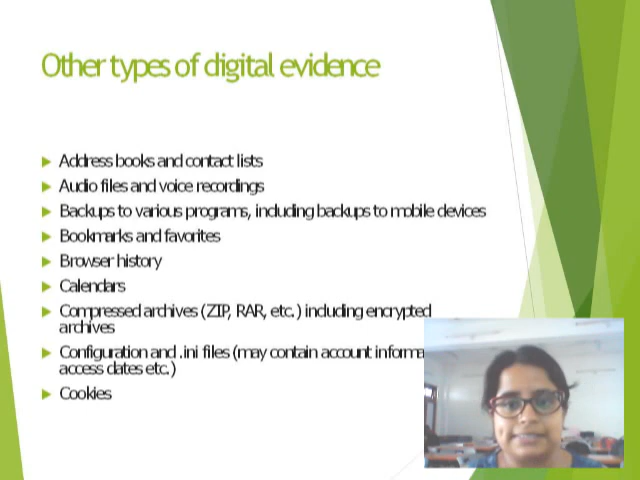 Other types of digital evidence
Address books and contact lists
Audio files and voice recordings
Backups to various programs, including backups to mobile devices
Bookmarks and favorites
Browser history
Calendars
Compressed archives (ZIP, RAR, etc.) including encrypted
archives
Configuration and .ini files (may contain account
access dates etc.)
Cookies